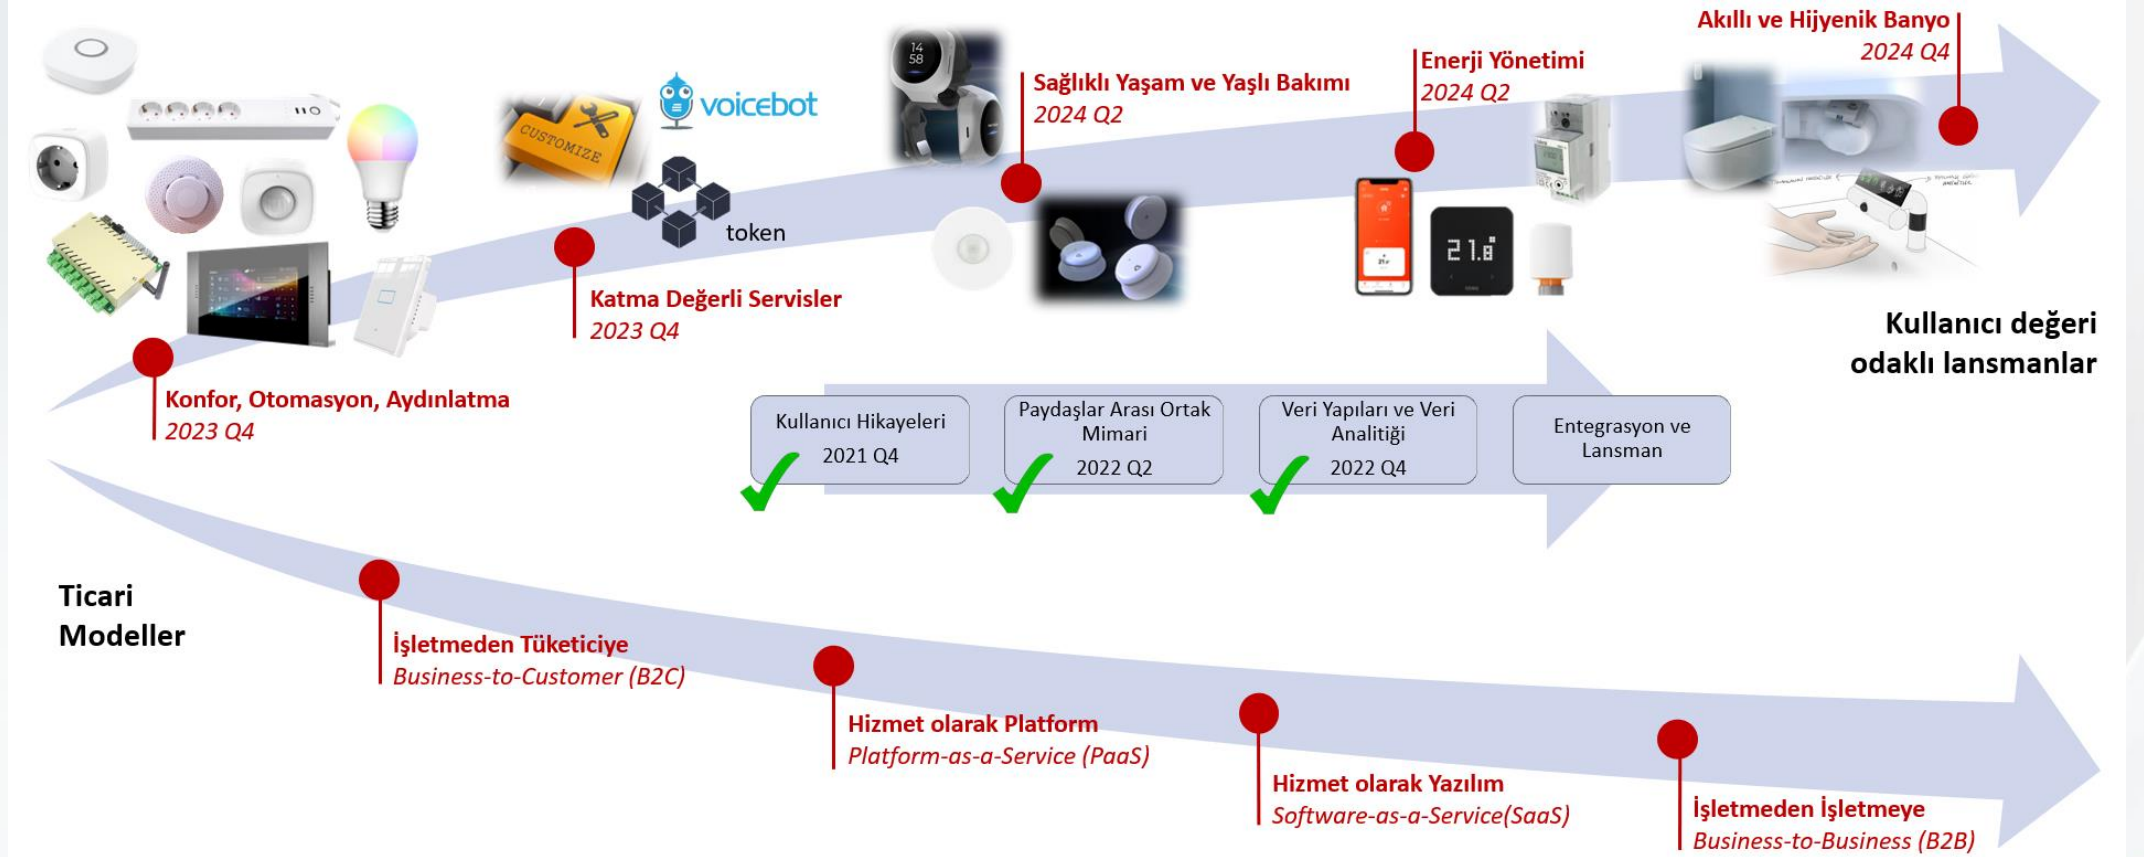 Akıllı ve Hijyenik Banyo
2024 Q4
14
58
Sağlıklı Yaşam ve Yaşlı Bakımı
2024 Q2
Enerji Yönetimi
2024 Q2
voicebot
CUSTOMIZE
token
21.8°
Katma Değerli Servisler
2023 Q4
Konfor, Otomasyon, Aydınlatma
2023 Q4
Kullanıcı değeri
odaklı lansmanlar
Kullanıcı Hikayeleri
2021 Q4
Paydaşlar Arası Ortak
Mimari
2022 Q2
Veri Yapıları ve Veri
Analitiği
2022 Q4
Entegrasyon ve
Lansman
Ticari
Modeller
İşletmeden Tüketiciye
Business-to-Customer (B2C)
Hizmet olarak Platform
Platform-as-a-Service (PaaS)
Hizmet olarak Yazılım
Software-as-a-Service(SaaS)
İşletmeden İşletmeye
Business-to-Business (B2B)